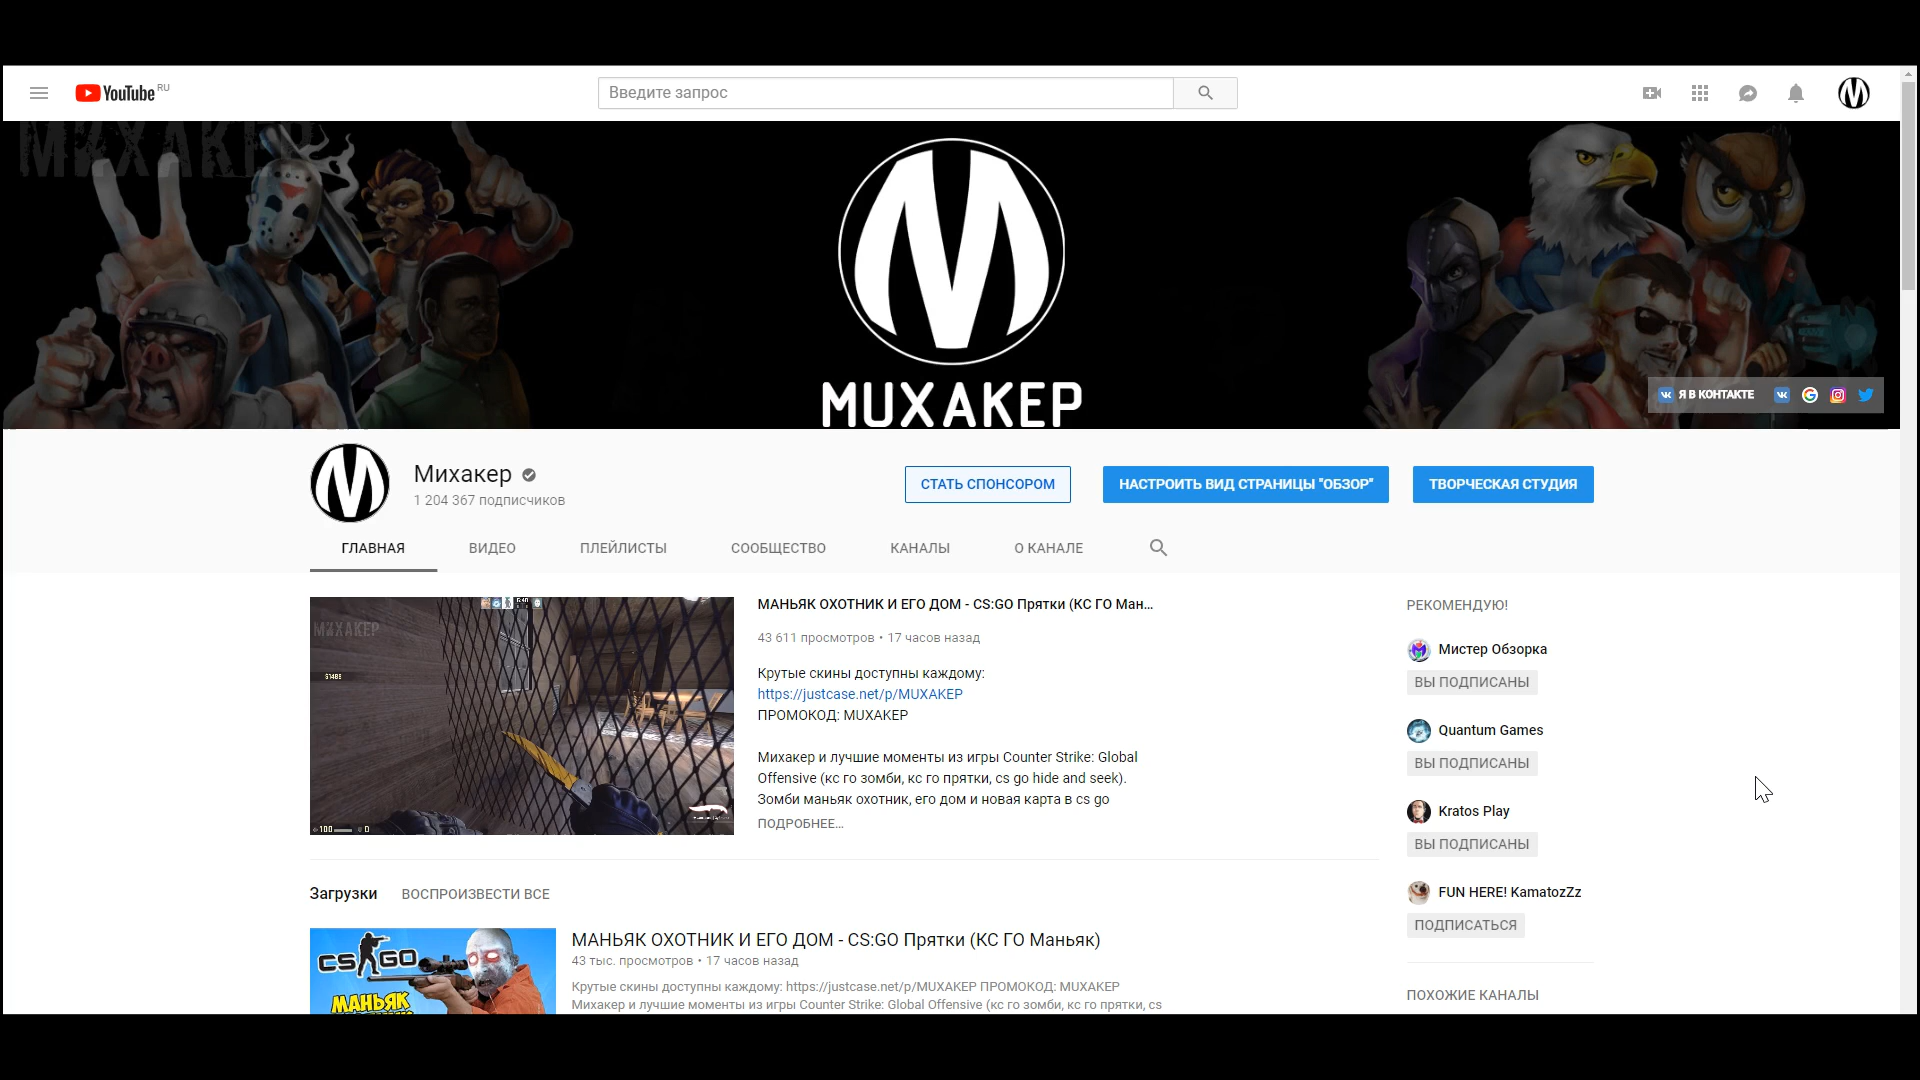 YouTube RU
Введите запрос
МИХАКЕР
MUXAKEP
Я В КОНТАКТЕ
Михакер
1 204 367 подписчиков
СТАТЬ СПОНСОРОМ
НАСТРОИТЬ ВИД СТРАНИЦЫ "ОБЗОР"
ТВОРЧЕСКАЯ СТУДИЯ
ГЛАВНАЯ
ВИДЕО
ПЛЕЙЛИСТЫ
СООБЩЕСТВО
КАНАЛЫ
О КАНАЛЕ
МИХАКЕР
$1488
100
0
МАНЬЯК ОХОТНИК И ЕГО ДОМ - CS:GO Прятки (КС ГО Ман...
43 611 просмотров • 17 часов назад
Крутые скины доступны каждому:
https://justcase.net/p/MUXAKEP
ПРОМОКОД: MUXAKEP
Михакер и лучшие моменты из игры Counter Strike: Global
Offensive (кс го зомби, кс го прятки, cs go hide and seek).
Зомби маньяк охотник, его дом и новая карта в cs go
ПОДРОБНЕЕ...
РЕКОМЕНДУЮ!
Мистер Обзорка
ВЫ ПОДПИСАНЫ
Quantum Games
ВЫ ПОДПИСАНЫ
Kratos Play
ВЫ ПОДПИСАНЫ
FUN HERE! KamatozZz
ПОДПИСАТЬСЯ
ПОХОЖИЕ КАНАЛЫ
Загрузки
ВОСПРОИЗВЕСТИ ВСЕ
CS GO
МАНЬЯК
МАНЬЯК ОХОТНИК И ЕГО ДОМ - CS:GO Прятки (КС ГО Маньяк)
43 тыс. просмотров • 17 часов назад
Крутые скины доступны каждому: https://justcase.net/p/MUXAKEP ПРОМОКОД: MUXAKEP
Михакер и лучшие моменты из игры Counter Strike: Global Offensive (кс го зомби, кс го прятки, cs